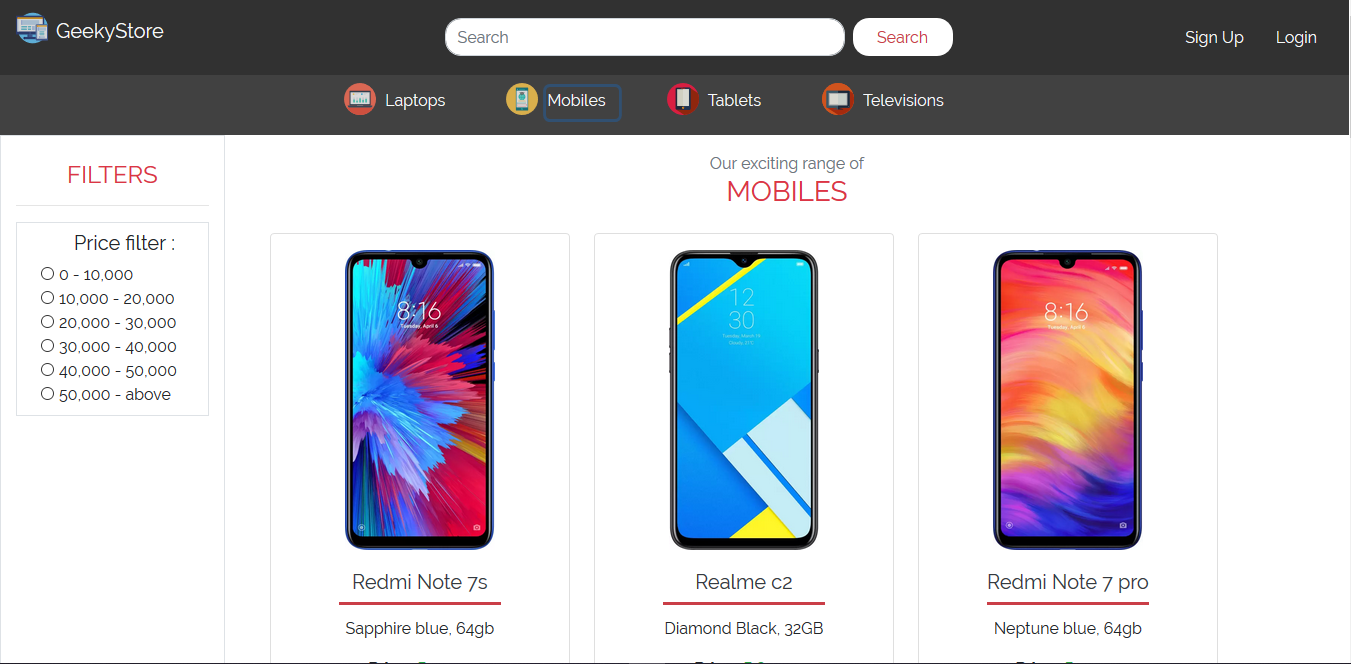 GeekyStore
Search
Search
Sign Up
Login
Laptops
Mobiles
Tablets
Televisions
FILTERS
Price filter :
0 - 10,000
10,000 - 20,000
20,000 - 30,000
30,000 - 40,000
40,000 - 50,000
50,000 - above
Our exciting range of
MOBILES
8:16
Tuesday, April 6
12
30
8:16
Tuesday, April 6
Redmi Note 7s
Realme c2
Redmi Note 7 pro
Sapphire blue, 64gb
Diamond Black, 32GB
Neptune blue, 64gb